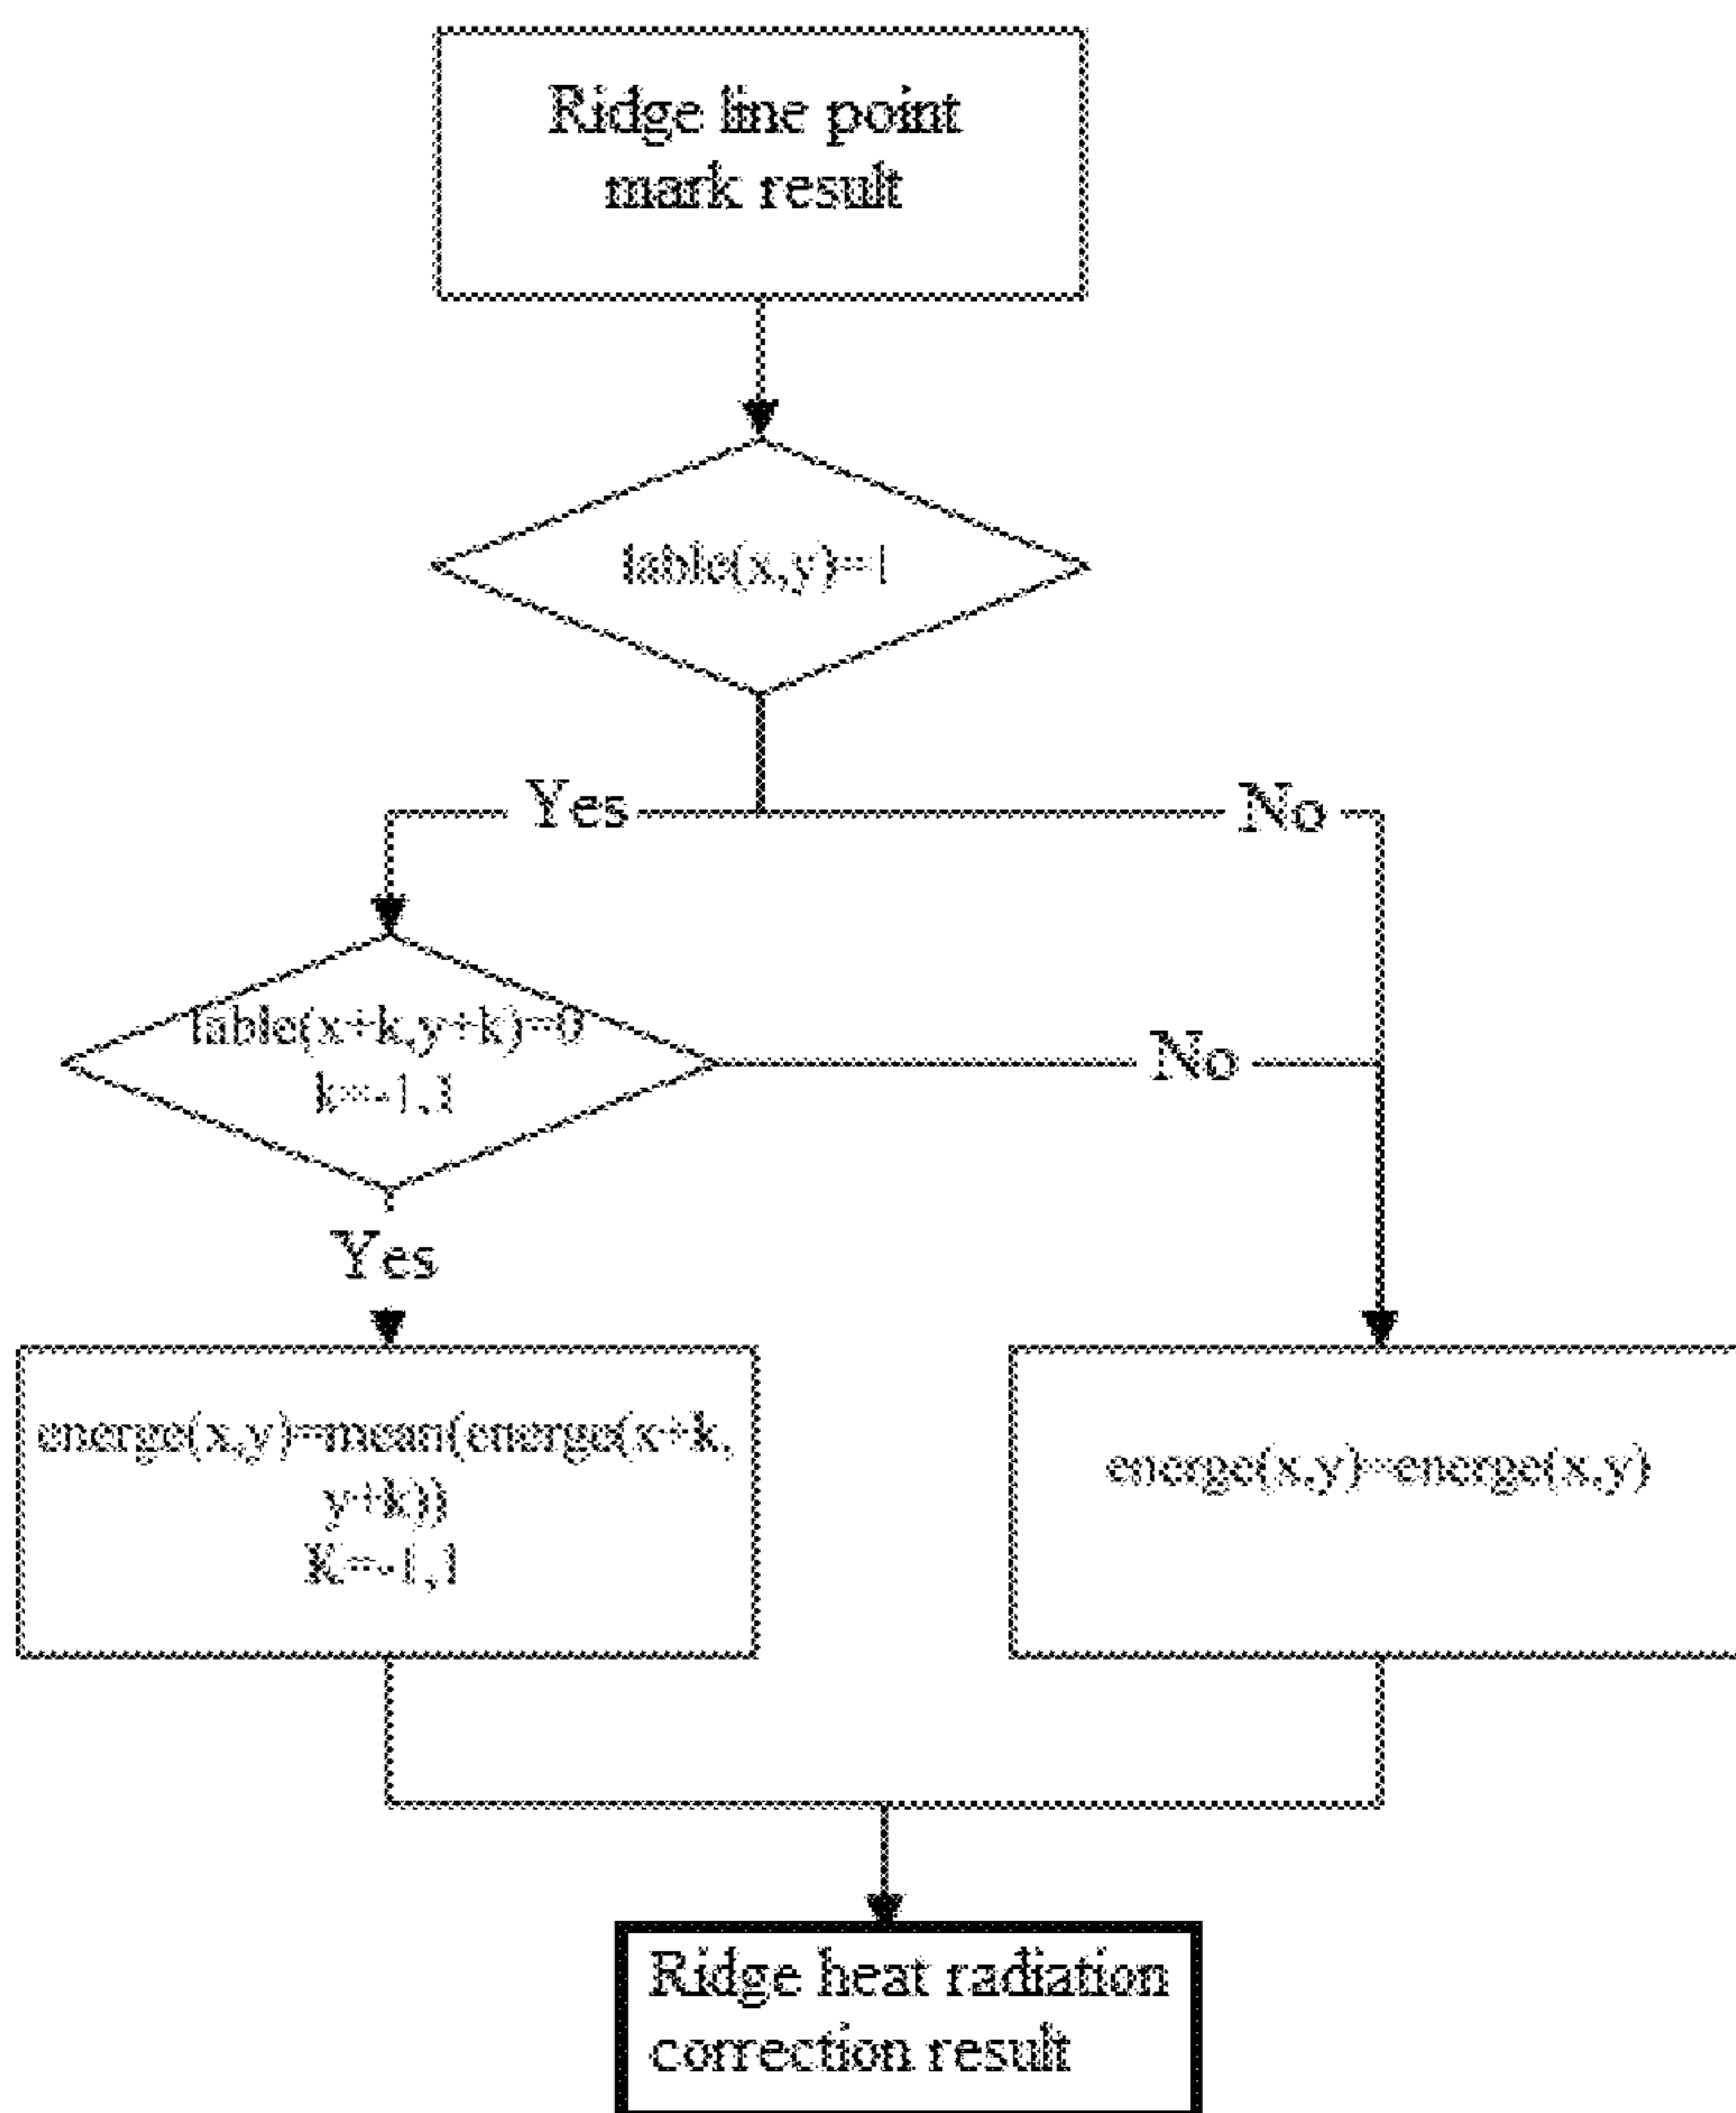 Ridge line point
mark result
lable(x,y)=1
Yes
No
lable(x+k,y+k)=0
k=-1,1
No
Yes
energe(x,y)=mean(energe(x+k,
y+k))
K=-1,1
energe(x,y)=energe(x,y)
Ridge heat radiation
correction result